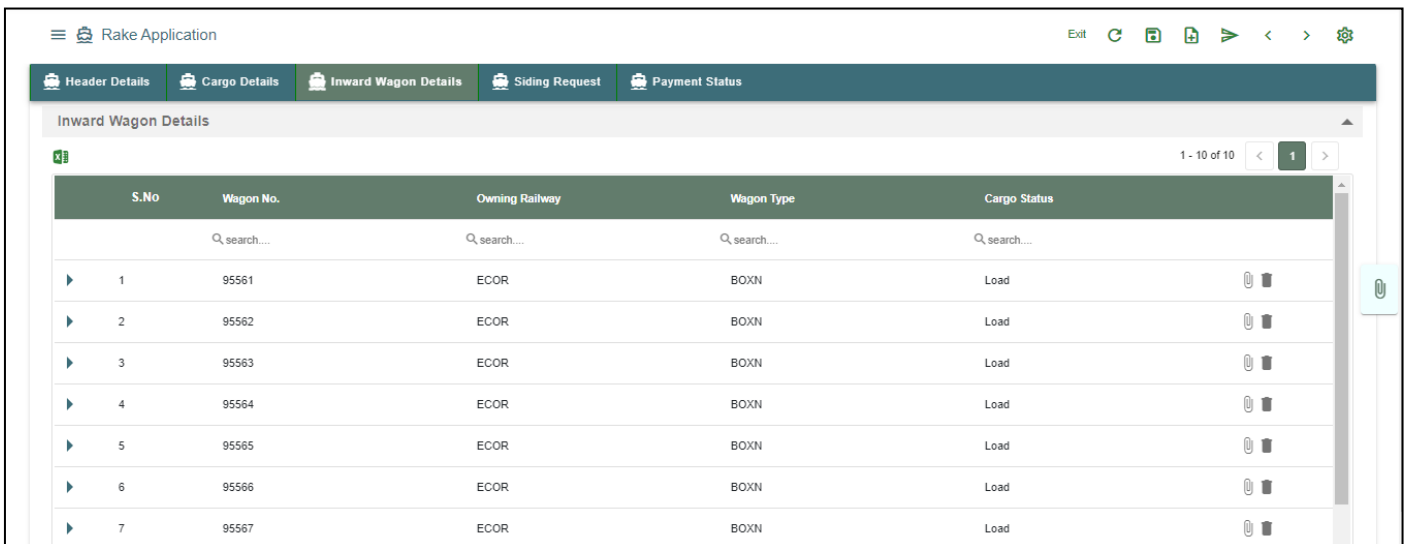 Rake Application Exit
Header Details Cargo Details Inward Wagon Details Siding Request Payment Status
Inward Wagon Details
1 - 10 of 10 < 1 >
S.No Wagon No. Owning Railway Wagon Type Cargo Status
search.... search.... search.... search....
1 95561 ECOR BOXN Load
2 95562 ECOR BOXN Load
3 95563 ECOR BOXN Load
4 95564 ECOR BOXN Load
5 95565 ECOR BOXN Load
6 95566 ECOR BOXN Load
7 95567 ECOR BOXN Load